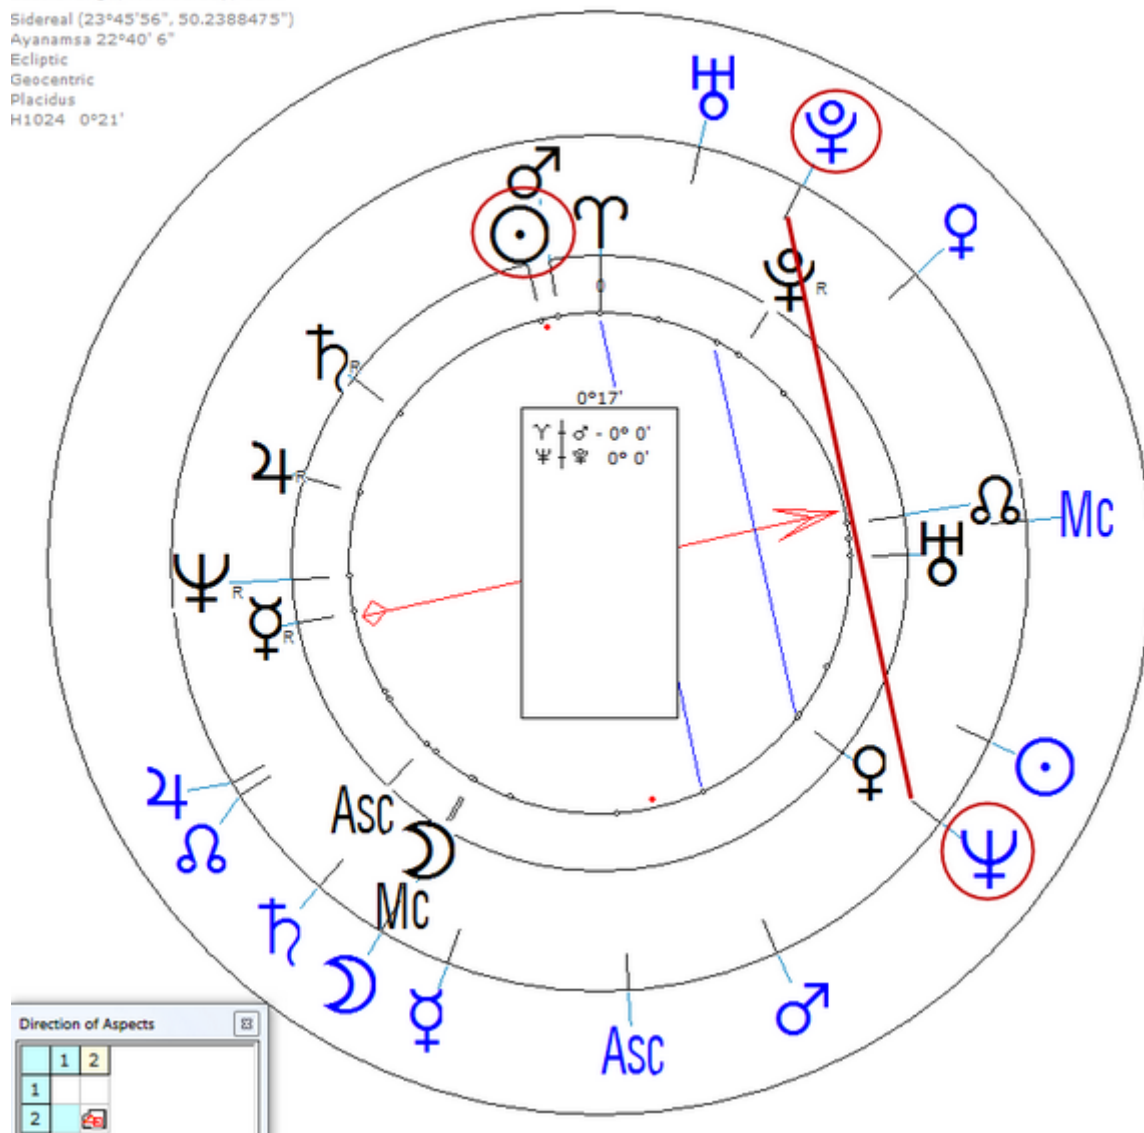 Sidereal (23°45'56", 50.2388475")
Ayanamsa 22°40' 6"
Ecliptic
Geocentric
Placidus
H1024 0°21'
♅
♇
♀
♂
☉
♈
0
♇
R
♄
R
♃
R
0°17'
♈ ┼ ♂ - 0° 0'
♆ ┼ ♇ 0° 0'
☊
Mc
♅
♆
R
☿
R
♃
☊
Asc
☽
Mc
♀
☉
♆
♄
☽
☿
Asc
♂
Direction of Aspects
1 2
1
2